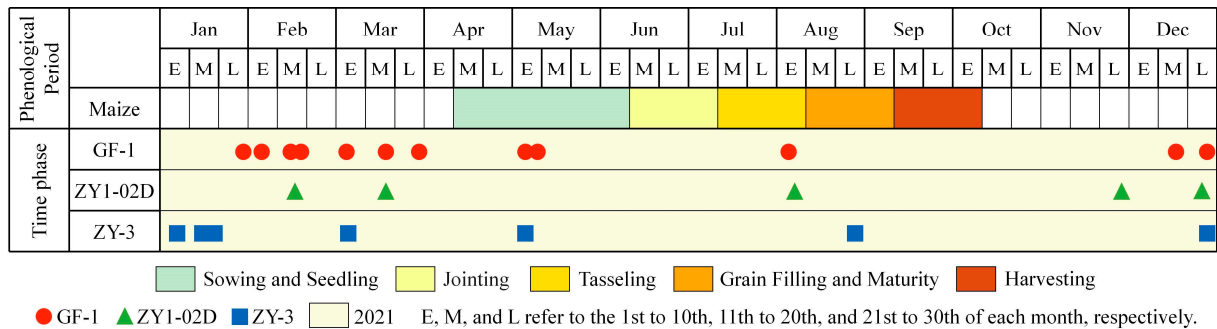 Phenological Period
Jan Feb Mar Apr May Jun Jul Aug Sep Oct Nov Dec
E M L E M L E M L E M L E M L E M L E M L E M L E M L E M L E M L E M L
Maize
Time phase
GF-1
ZY1-02D
ZY-3
Sowing and Seedling Jointing Tasseling Grain Filling and Maturity Harvesting
GF-1 ZY1-02D ZY-3 2021 E, M, and L refer to the 1st to 10th, 11th to 20th, and 21st to 30th of each month, respectively.